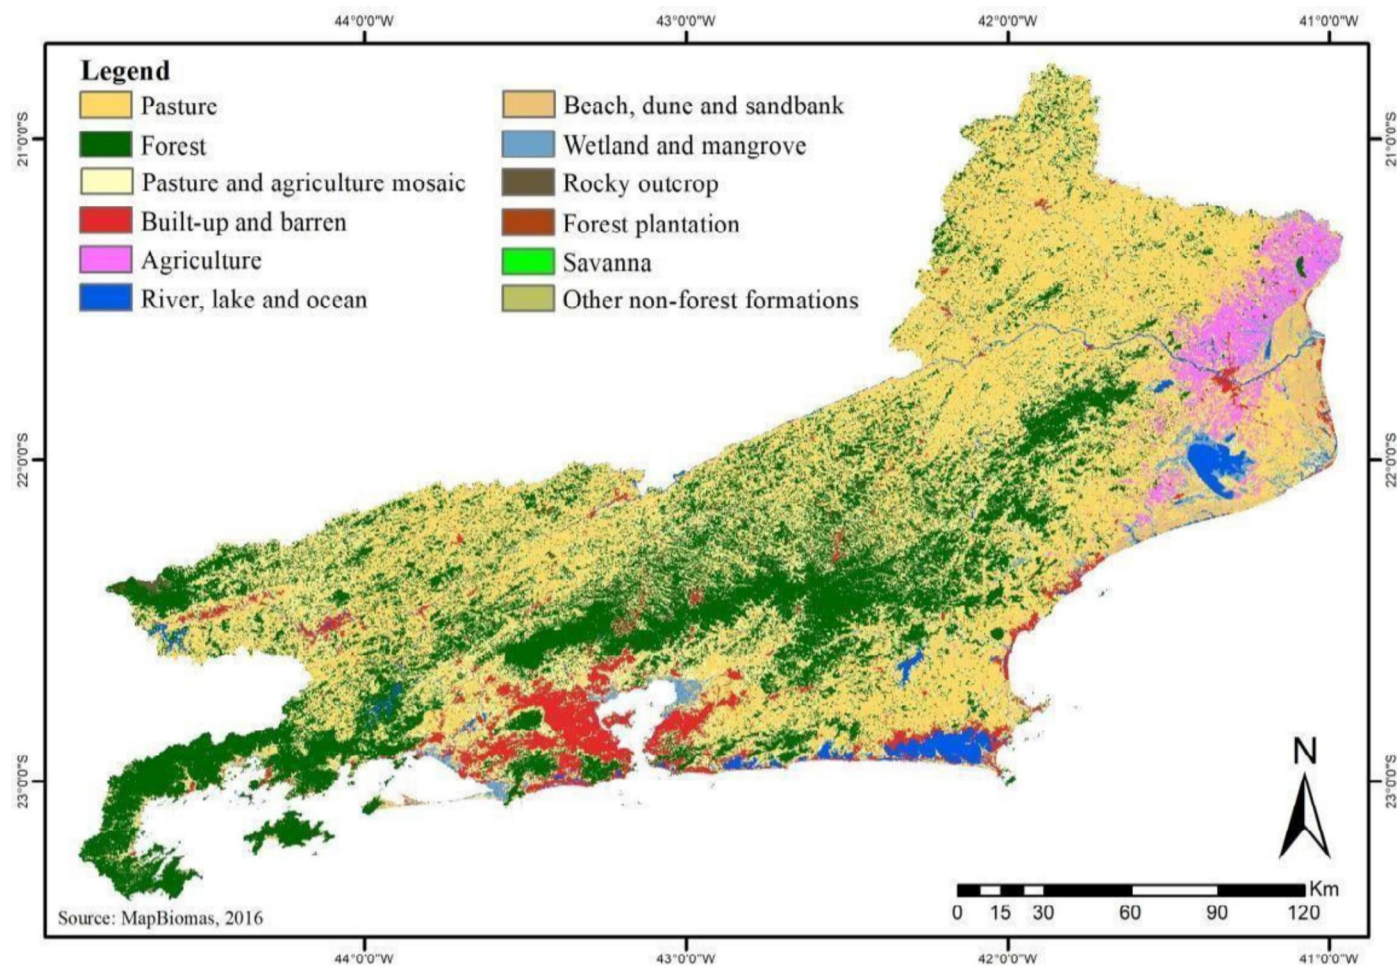 44°0'0"W 43°0'0"W 42°0'0"W 41°0'0"W
Legend
Pasture
Forest
Pasture and agriculture mosaic
Built-up and barren
Agriculture
River, lake and ocean
Beach, dune and sandbank
Wetland and mangrove
Rocky outcrop
Forest plantation
Savanna
Other non-forest formations
21°0'0"S
22°0'0"S
23°0'0"S
21°0'0"S
22°0'0"S
23°0'0"S
N
Km
0 15 30 60 90 120
Source: MapBiomas, 2016
44°0'0"W 43°0'0"W 42°0'0"W 41°0'0"W